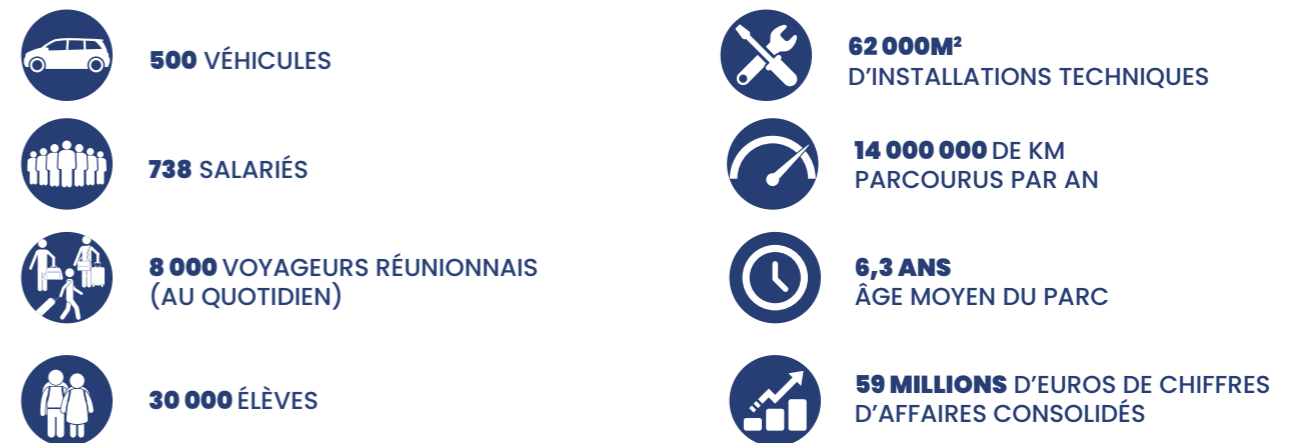 500 VÉHICULES
738 SALARIÉS
8 000 VOYAGEURS RÉUNIONNAIS
(AU QUOTIDIEN)
30 000 ÉLÈVES
62 000M²
D'INSTALLATIONS TECHNIQUES
14 000 000 DE KM
PARCOURUS PAR AN
6,3 ANS
ÂGE MOYEN DU PARC
59 MILLIONS D'EUROS DE CHIFFRES
D'AFFAIRES CONSOLIDÉS